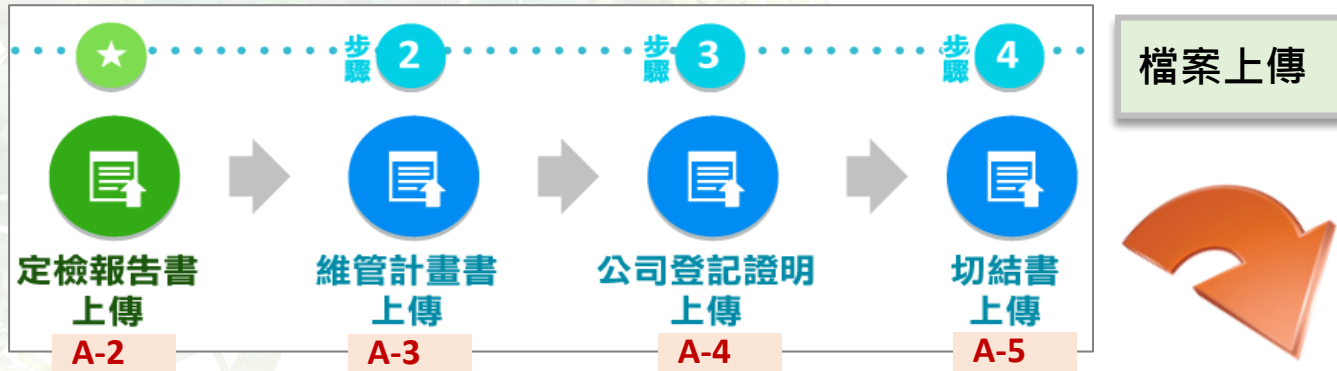 步驟 2
步驟 3
步驟 4
檔案上傳
定檢報告書
上傳
A-2
維管計畫書
上傳
A-3
公司登記證明
上傳
A-4
切結書
上傳
A-5